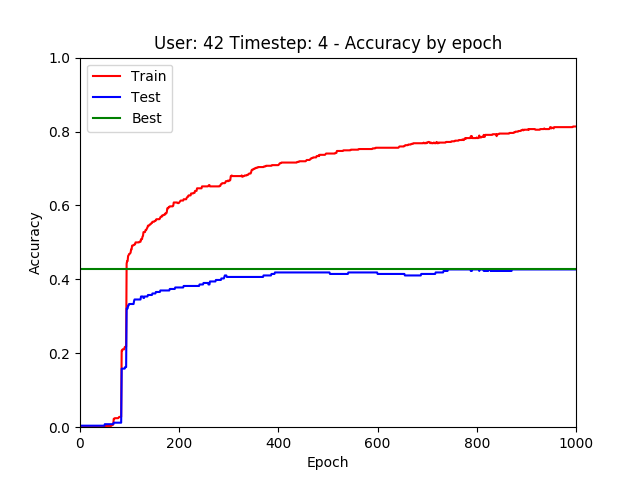 User: 42 Timestep: 4 - Accuracy by epoch
1.0
0.8
0.6
0.4
0.2
0.0
Accuracy
Train
Test
Best
0 200 400 600 800 1000
Epoch